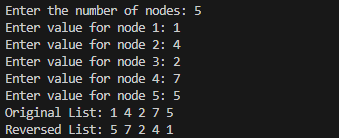 Enter the number of nodes: 5
Enter value for node 1: 1
Enter value for node 2: 4
Enter value for node 3: 2
Enter value for node 4: 7
Enter value for node 5: 5
Original List: 1 4 2 7 5
Reversed List: 5 7 2 4 1